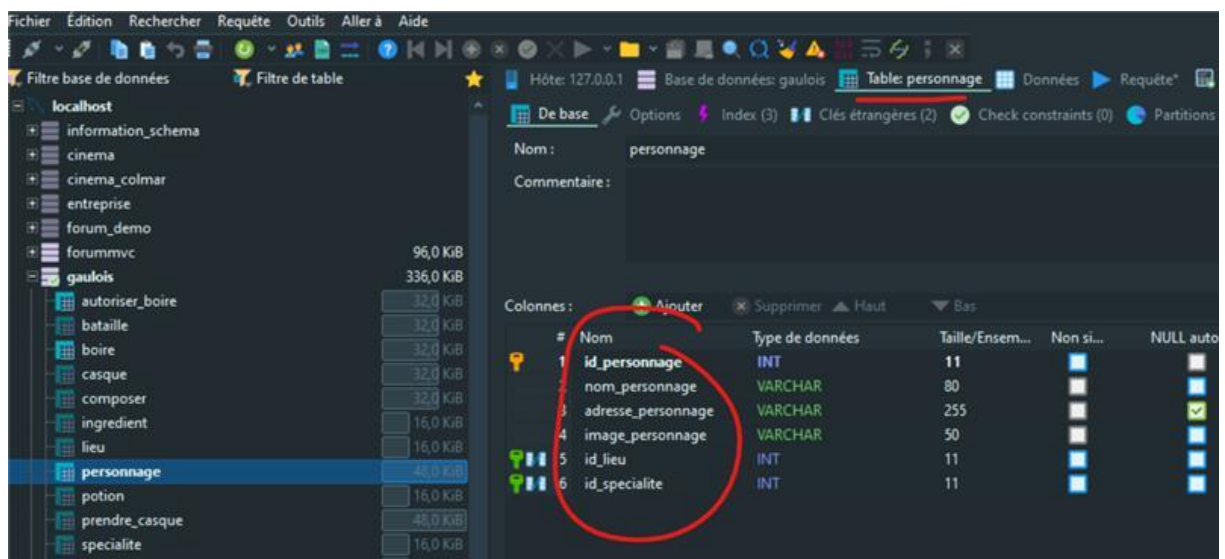 Fichier Édition Rechercher Requête Outils Aller à Aide
Filtre base de données Filtre de table
Hôte: 127.0.0.1 Base de données: gaulois Table: personnage Données Requête*
De base Options Index (3) Clés étrangères (2) Check constraints (0) Partitions
Nom : personnage
Commentaire :
localhost
information_schema
cinema
cinema_colmar
entreprise
forum_demo
forummvc 96,0 KiB
gaulois 336,0 KiB
autoriser_boire 32,0 KiB
bataille 32,0 KiB
boire 32,0 KiB
casque 32,0 KiB
composer 32,0 KiB
ingredient 16,0 KiB
lieu 16,0 KiB
personnage 48,0 KiB
potion 16,0 KiB
prendre_casque 48,0 KiB
specialite 16,0 KiB
Colonnes : Ajouter Supprimer Haut Bas
# Nom Type de données Taille/Ensem... Non si... NULL auto
1 id_personnage INT 11
2 nom_personnage VARCHAR 80
3 adresse_personnage VARCHAR 255
4 image_personnage VARCHAR 50
5 id_lieu INT 11
6 id_specialite INT 11